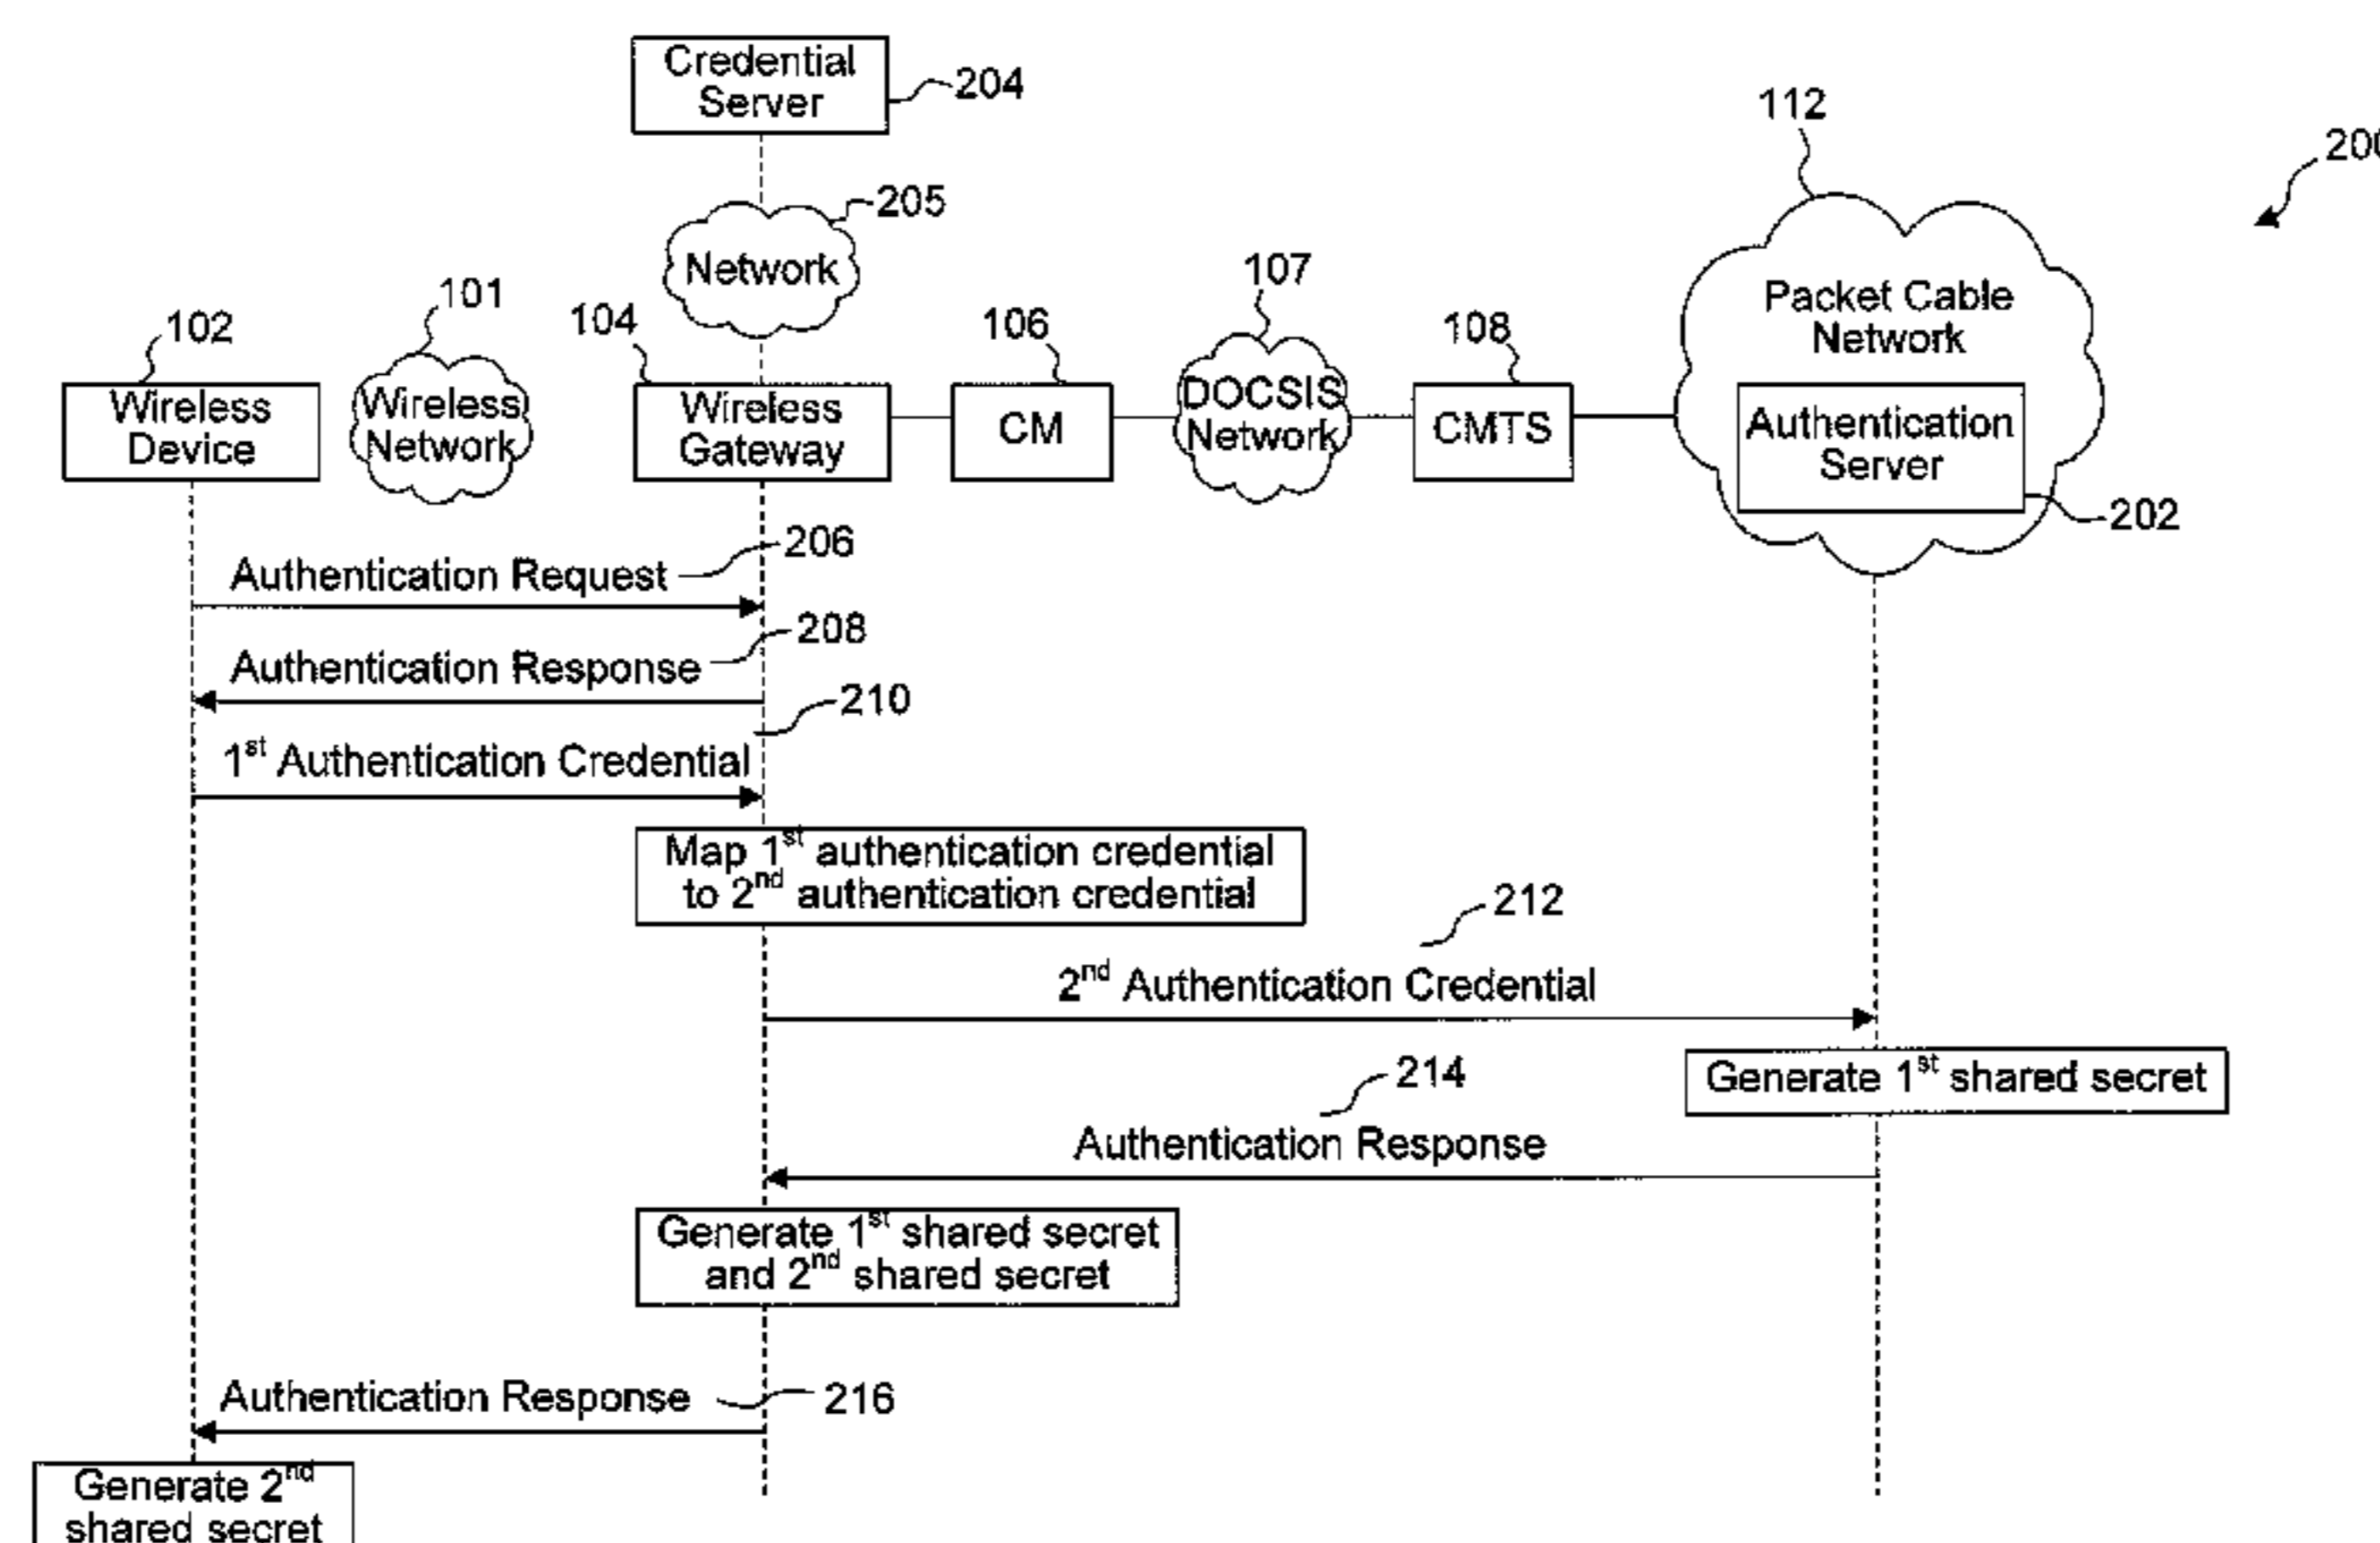 Credential
Server
204
112
200
205
Network
107
101
102
104
106
108
Packet Cable
Network
Wireless
Device
Wireless
Network
Wireless
Gateway
CM
DOCSIS
Network
CMTS
Authentication
Server
202
206
Authentication Request
208
Authentication Response
210
1st Authentication Credential
Map 1st authentication credential
to 2nd authentication credential
212
2nd Authentication Credential
214
Generate 1st shared secret
Authentication Response
Generate 1st shared secret
and 2nd shared secret
Authentication Response
216
Generate 2nd
shared secret